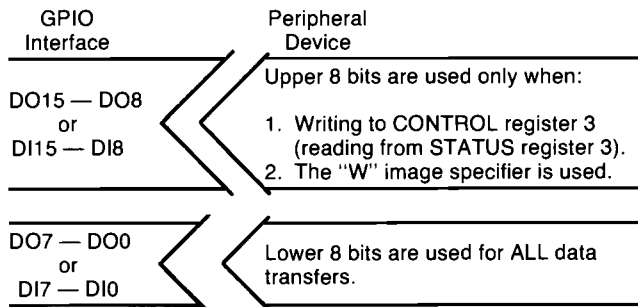 GPIO
Interface
Peripheral
Device
DO15 — DO8
or
DI15 — DI8
Upper 8 bits are used only when:
1. Writing to CONTROL register 3
(reading from STATUS register 3).
2. The "W" image specifier is used.
DO7 — DO0
or
DI7 — DI0
Lower 8 bits are used for ALL data
transfers.